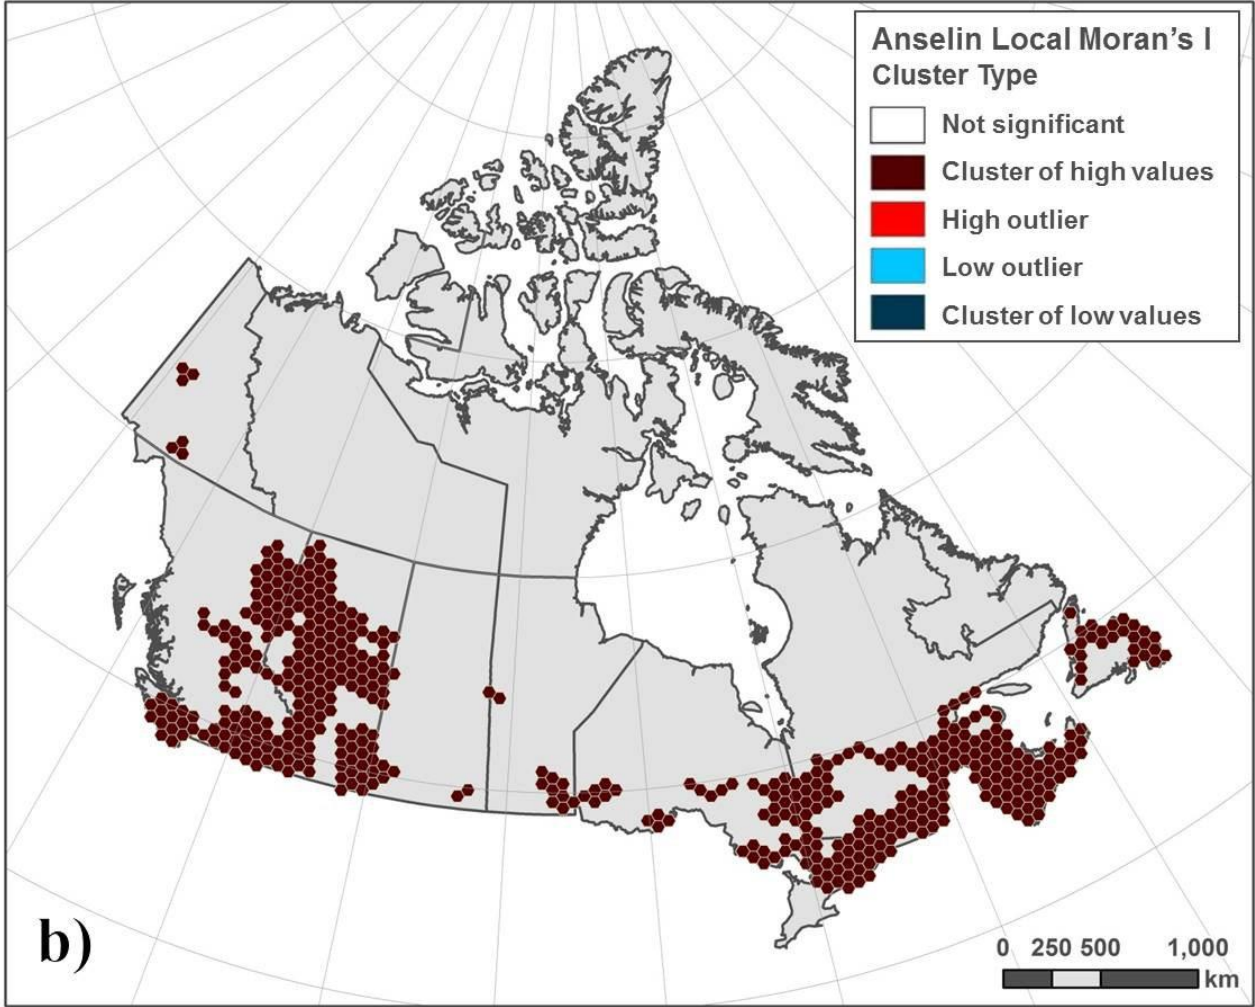 Anselin Local Moran’s I
Cluster Type
Not significant
Cluster of high values
High outlier
Low outlier
Cluster of low values
b)
0 250 500 1,000
km